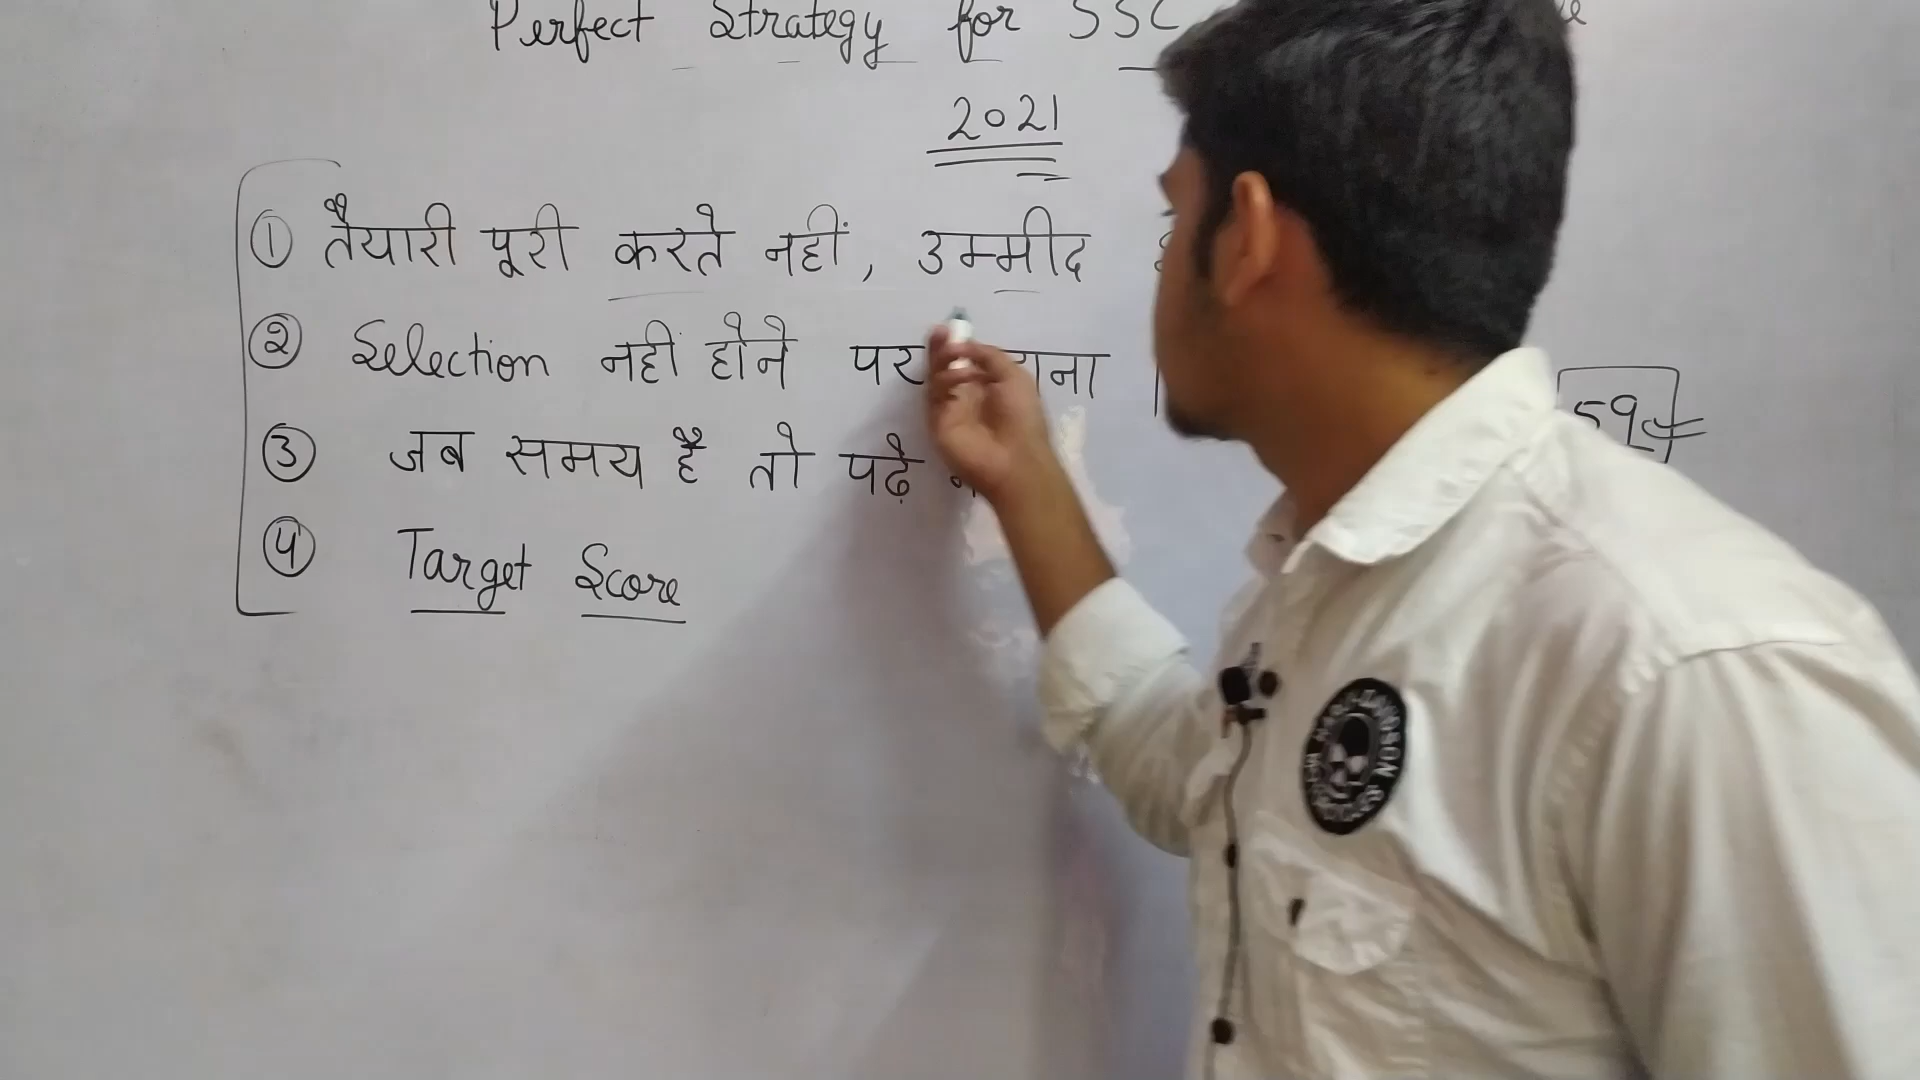 Perfect Strategy for SSC
2021
① तैयारी पूरी करते नहीं, उम्मीद
② Selection नहीं होने पर
③ जब समय है तो पढ़े
④ Target Score
59